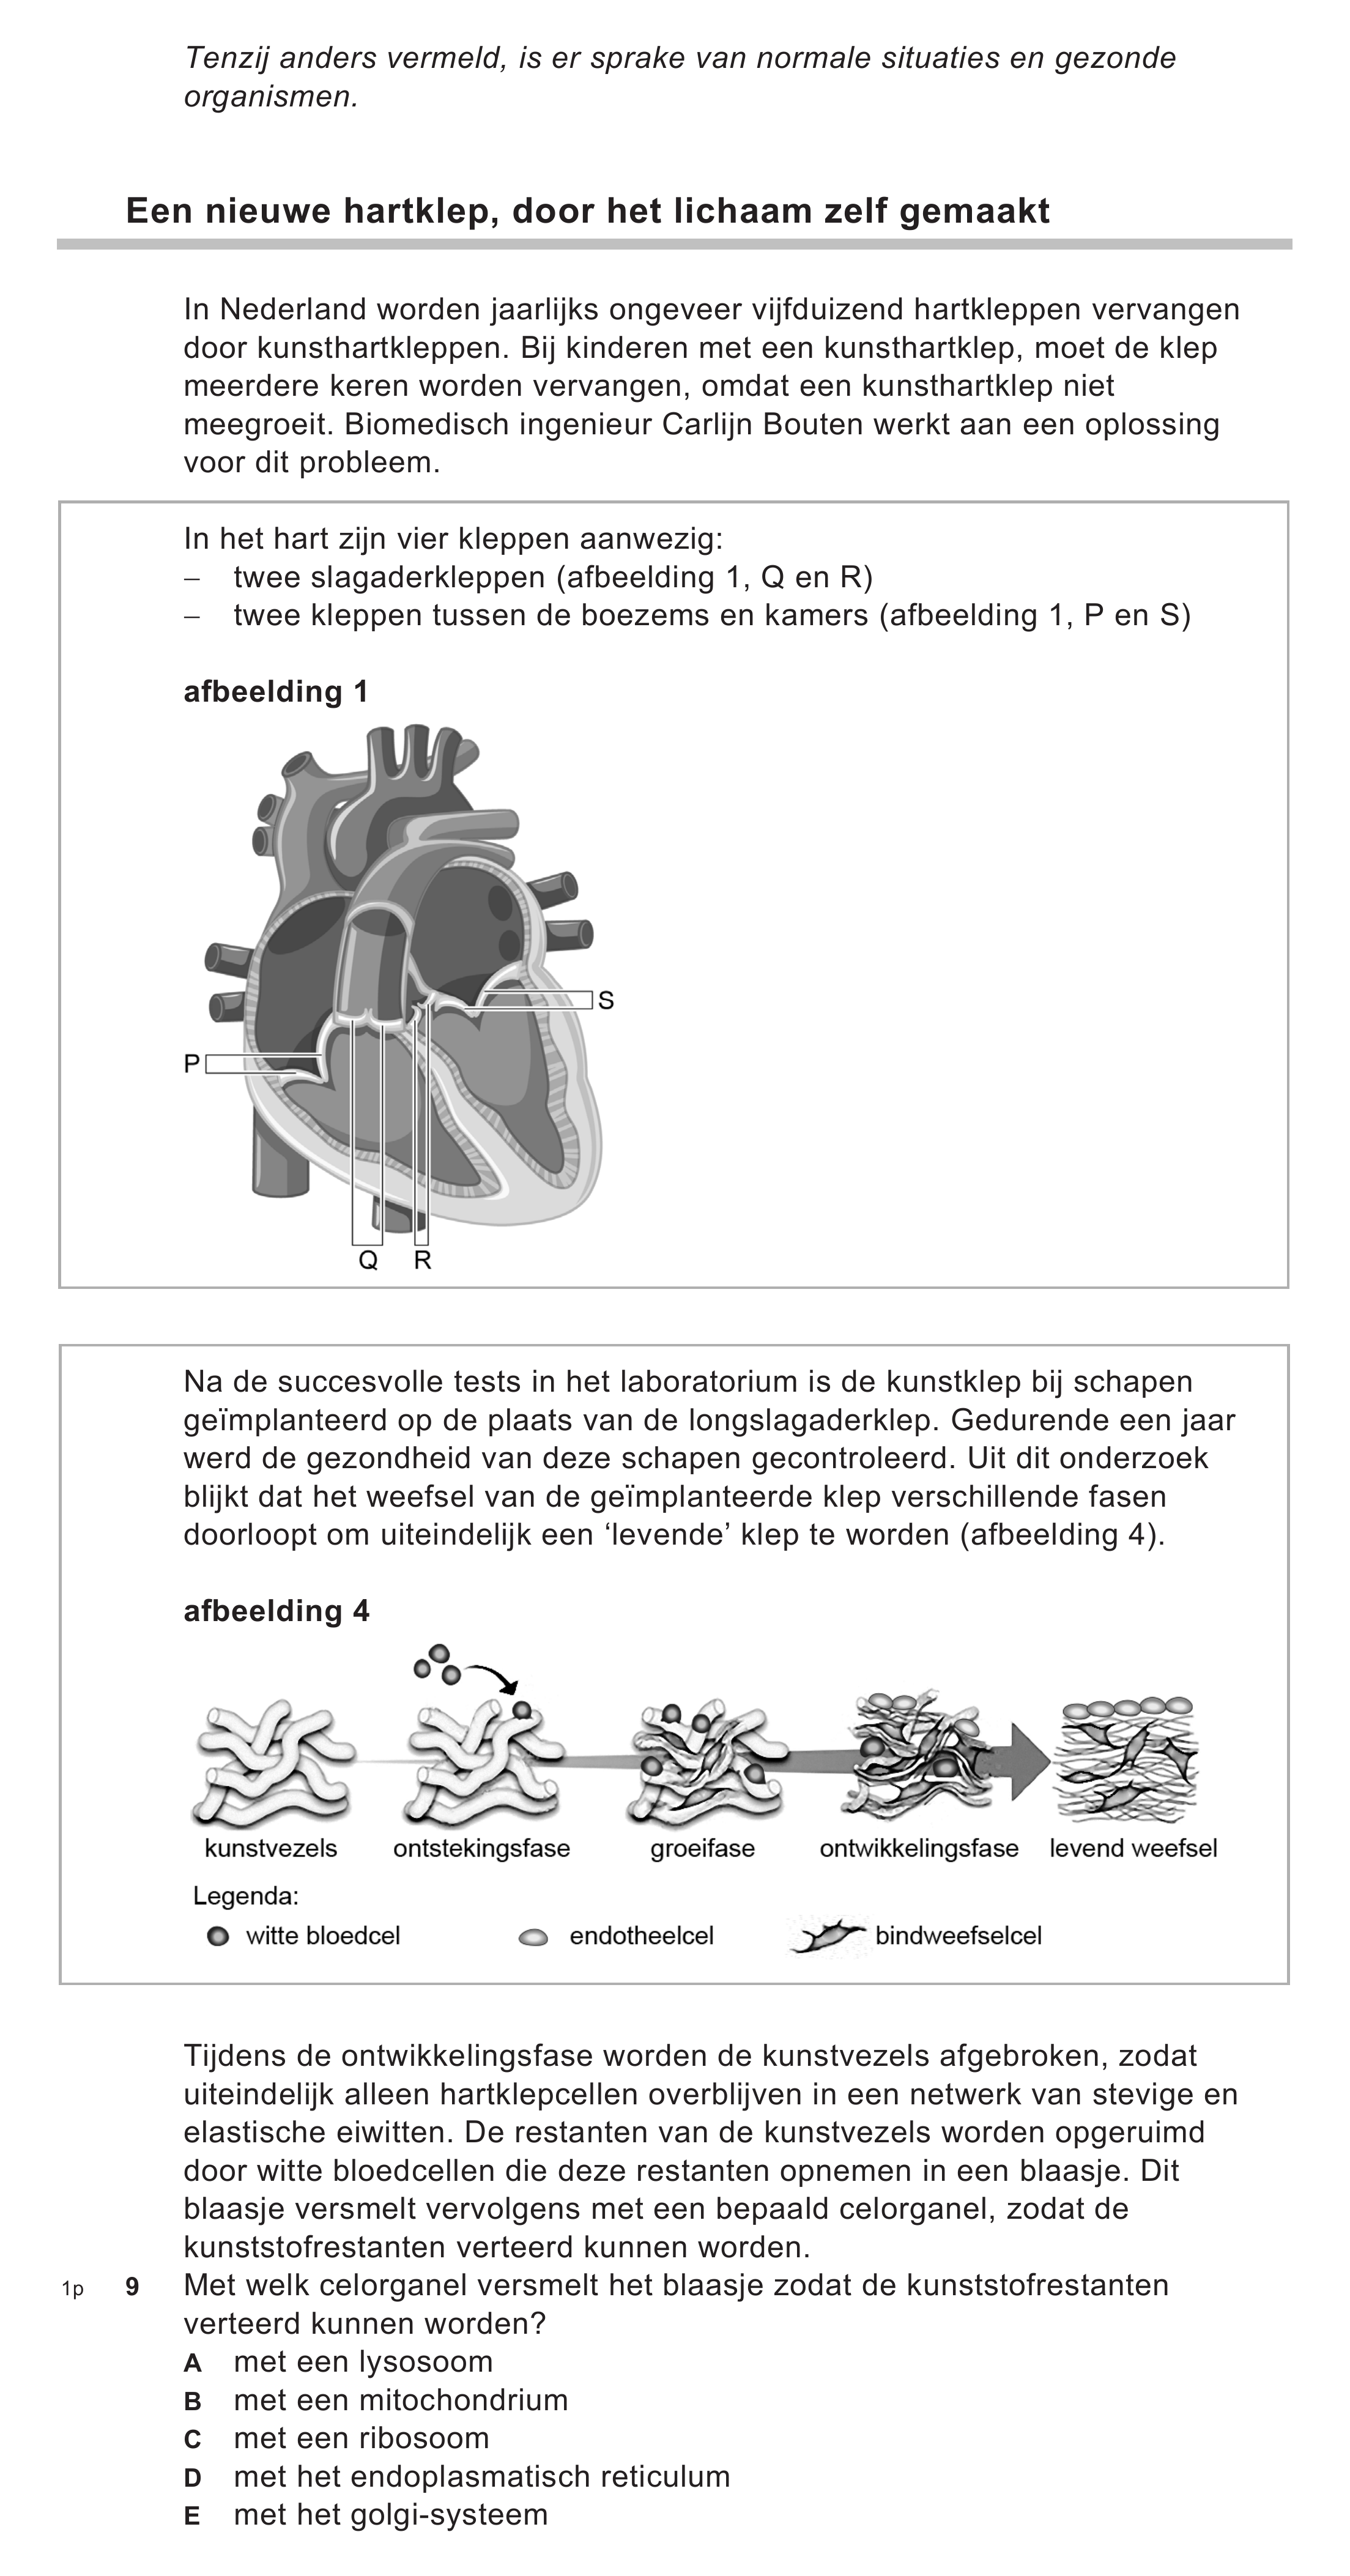 Tenzij anders vermeld, is er sprake van normale situaties en gezonde
organismen.
Een nieuwe hartklep, door het lichaam zelf gemaakt
In Nederland worden jaarlijks ongeveer vijfduizend hartkleppen vervangen
door kunsthartkleppen. Bij kinderen met een kunsthartklep, moet de klep
meerdere keren worden vervangen, omdat een kunsthartklep niet
meegroeit. Biomedisch ingenieur Carlijn Bouten werkt aan een oplossing
voor dit probleem.
In het hart zijn vier kleppen aanwezig:
– twee slagaderkleppen (afbeelding 1, Q en R)
– twee kleppen tussen de boezems en kamers (afbeelding 1, P en S)
afbeelding 1
S
P
Q R
Na de succesvolle tests in het laboratorium is de kunstklep bij schapen
geïmplanteerd op de plaats van de longslagaderklep. Gedurende een jaar
werd de gezondheid van deze schapen gecontroleerd. Uit dit onderzoek
blijkt dat het weefsel van de geïmplanteerde klep verschillende fasen
doorloopt om uiteindelijk een ‘levende’ klep te worden (afbeelding 4).
afbeelding 4
kunstvezels ontstekingsfase groeifase ontwikkelingsfase levend weefsel
Legenda:
witte bloedcel endotheelcel bindweefselcel
Tijdens de ontwikkelingsfase worden de kunstvezels afgebroken, zodat
uiteindelijk alleen hartklepcellen overblijven in een netwerk van stevige en
elastische eiwitten. De restanten van de kunstvezels worden opgeruimd
door witte bloedcellen die deze restanten opnemen in een blaasje. Dit
blaasje versmelt vervolgens met een bepaald celorganel, zodat de
kunststofrestanten verteerd kunnen worden.
1p 9 Met welk celorganel versmelt het blaasje zodat de kunststofrestanten
verteerd kunnen worden?
A met een lysosoom
B met een mitochondrium
C met een ribosoom
D met het endoplasmatisch reticulum
E met het golgi-systeem